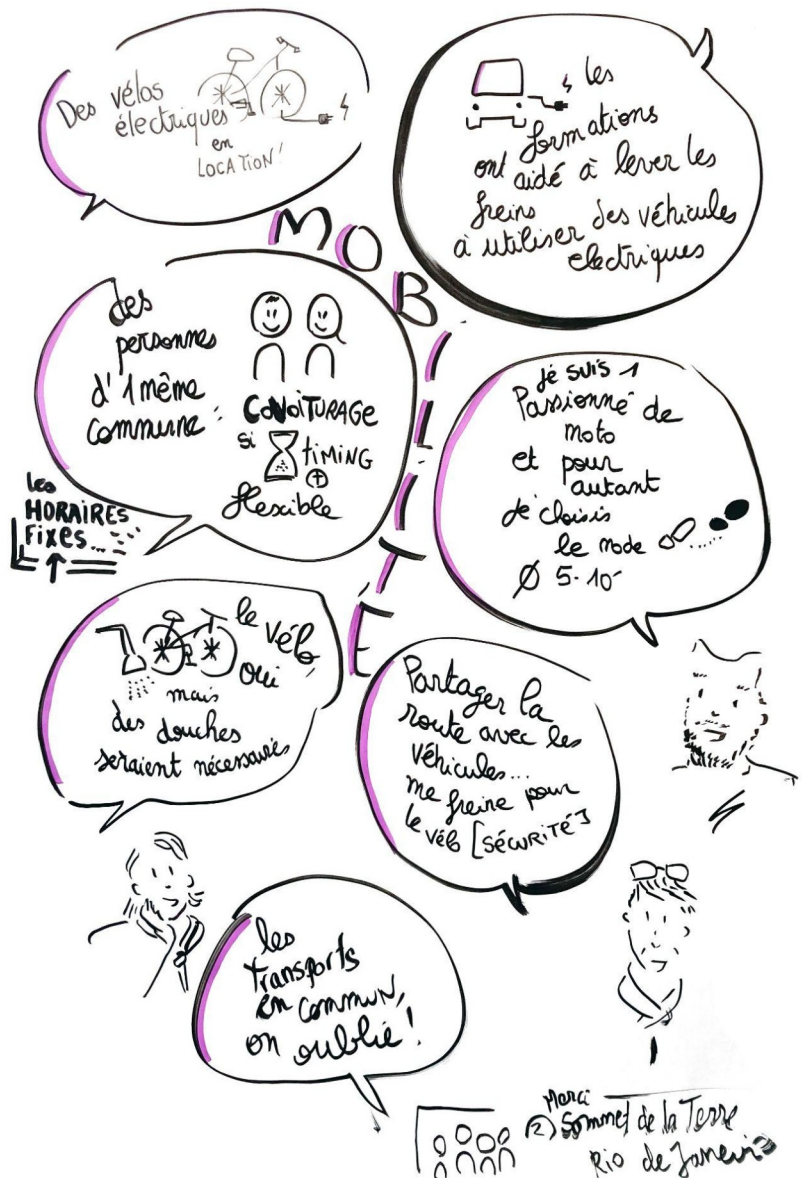 Des vélos
électriques
en
LOCATION!
les
formations
ont aidé à lever les
freins
à utiliser des véhicules
electriques
MOBILITÉ
des
personnes
d'1 même
commune :
COVOITURAGE
si
timing
+
flexible
les
HORAIRES
Fixes...
Je suis 1
Passionné de
moto
et pour
autant
je choisis
le mode
Ø 5-10-
le vélo,
oui
mais
des douches
seraient nécessaires
Partager la
route avec les
véhicules...
me freine pour
le vélo [SÉCURITÉ]
les
Transports
en commun,
on oublie!
Merci
(2) Sommet de la Terre
Rio de Janeiro